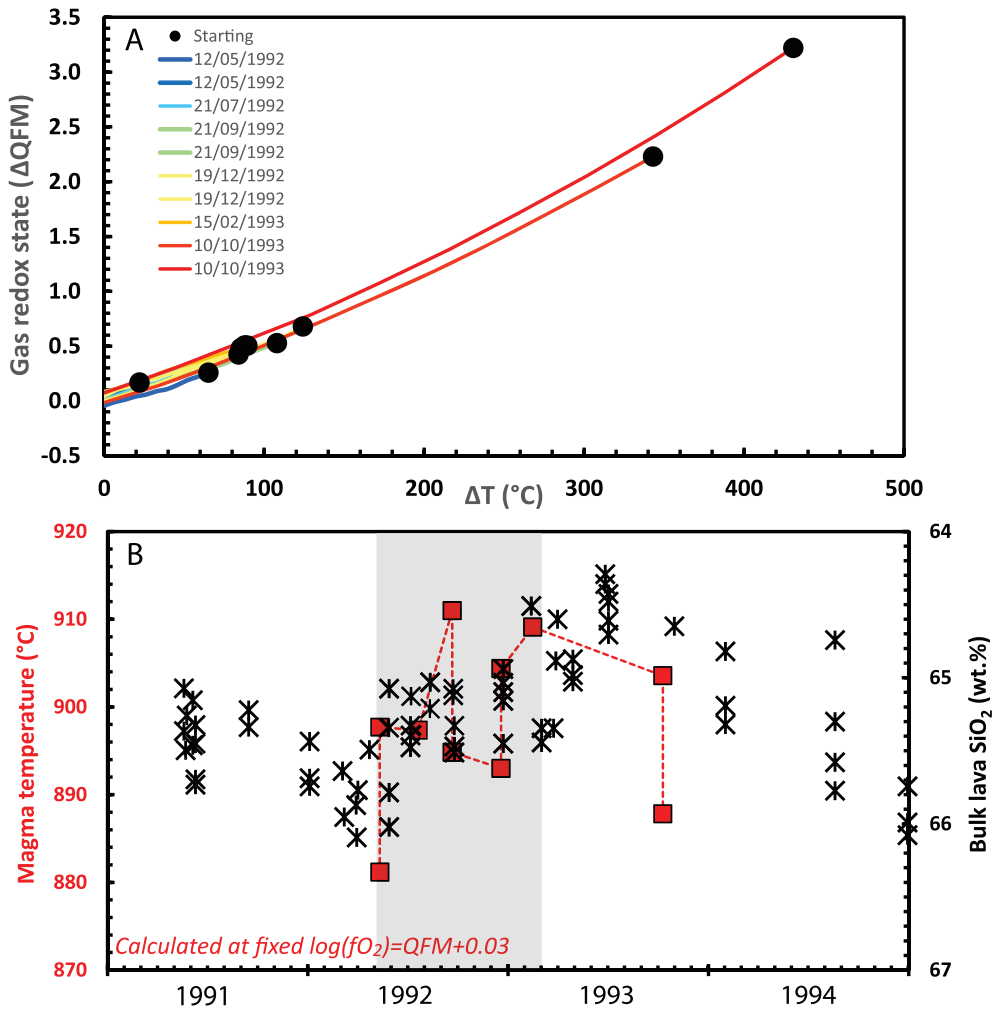 A
Starting
12/05/1992
12/05/1992
21/07/1992
21/09/1992
21/09/1992
19/12/1992
19/12/1992
15/02/1993
10/10/1993
10/10/1993
Gas redox state (ΔQFM)
3.5
3.0
2.5
2.0
1.5
1.0
0.5
0.0
-0.5
0 100 200 300 400 500
ΔT (°C)
B
Magma temperature (°C)
920
910
900
890
880
870
Bulk lava SiO₂ (wt.%)
64
65
66
67
Calculated at fixed log(fO₂)=QFM+0.03
1991 1992 1993 1994